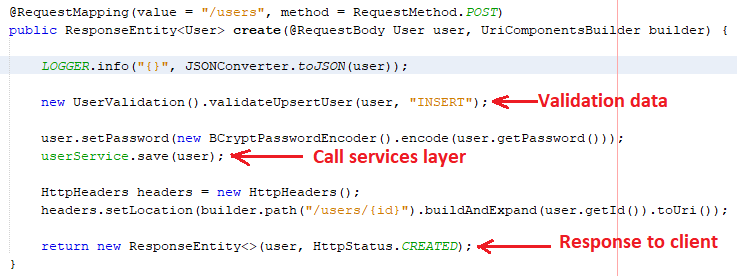 @RequestMapping(value = "/users", method = RequestMethod.POST)
public ResponseEntity<User> create(@RequestBody User user, UriComponentsBuilder builder) {
LOGGER.info("{}", JSONConverter.toJSON(user));
new UserValidation().validateUpsertUser(user, "INSERT"); Validation data
user.setPassword(new BCryptPasswordEncoder().encode(user.getPassword()));
userService.save(user); Call services layer
HttpHeaders headers = new HttpHeaders();
headers.setLocation(builder.path("/users/{id}").buildAndExpand(user.getId()).toUri());
return new ResponseEntity<>(user, HttpStatus.CREATED); Response to client
}